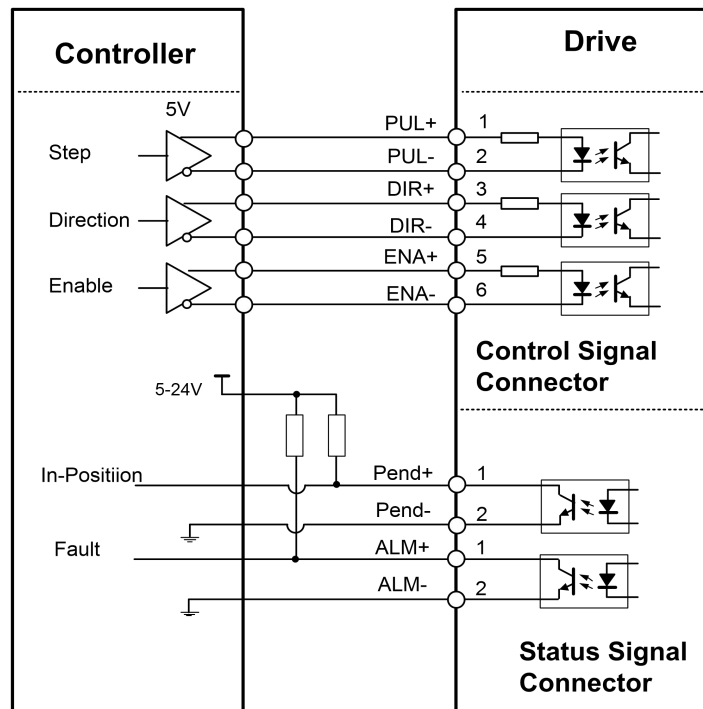 Controller
Drive
5V
Step
PUL+ 1
PUL- 2
Direction
DIR+ 3
DIR- 4
Enable
ENA+ 5
ENA- 6
Control Signal
Connector
5-24V
In-Positiion
Pend+ 1
Pend- 2
Fault
ALM+ 1
ALM- 2
Status Signal
Connector